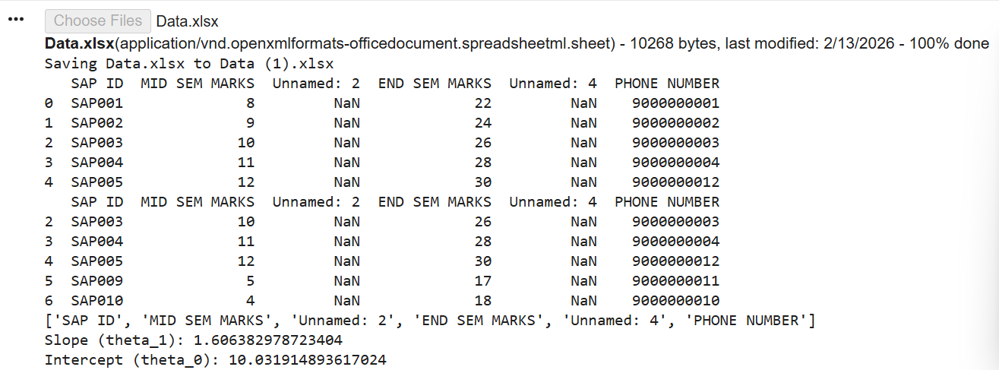 Choose Files Data.xlsx
Data.xlsx(application/vnd.openxmlformats-officedocument.spreadsheetml.sheet) - 10268 bytes, last modified: 2/13/2026 - 100% done
Saving Data.xlsx to Data (1).xlsx
   SAP ID  MID SEM MARKS  Unnamed: 2  END SEM MARKS  Unnamed: 4  PHONE NUMBER
0  SAP001              8         NaN             22         NaN    9000000001
1  SAP002              9         NaN             24         NaN    9000000002
2  SAP003             10         NaN             26         NaN    9000000003
3  SAP004             11         NaN             28         NaN    9000000004
4  SAP005             12         NaN             30         NaN    9000000012
   SAP ID  MID SEM MARKS  Unnamed: 2  END SEM MARKS  Unnamed: 4  PHONE NUMBER
2  SAP003             10         NaN             26         NaN    9000000003
3  SAP004             11         NaN             28         NaN    9000000004
4  SAP005             12         NaN             30         NaN    9000000012
5  SAP009              5         NaN             17         NaN    9000000011
6  SAP010              4         NaN             18         NaN    9000000010
['SAP ID', 'MID SEM MARKS', 'Unnamed: 2', 'END SEM MARKS', 'Unnamed: 4', 'PHONE NUMBER']
Slope (theta_1): 1.606382978723404
Intercept (theta_0): 10.031914893617024